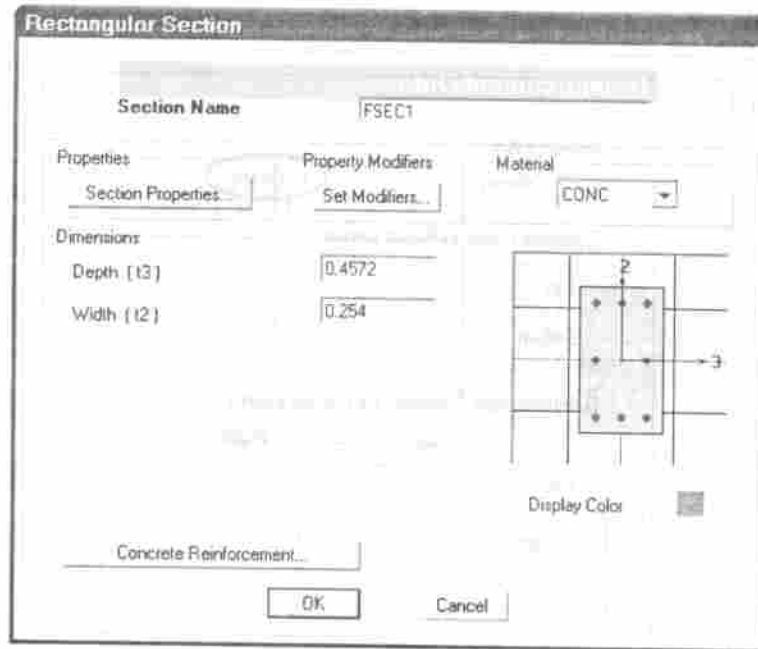 Rectangular Section
Section Name
FSEC1
Properties
Property Modifiers
Material
Section Properties...
Set Modifiers...
CONC
Dimensions
Depth (t3)
0.4572
Width (t2)
0.254
2
3
Display Color
Concrete Reinforcement...
OK
Cancel